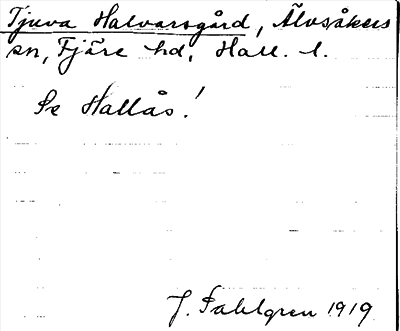 Tjuva Halvarsgård, Älvsåkers
sn, Fjäre hd, Hall. l.
Se Hallås!
J. Sahlgren 1919